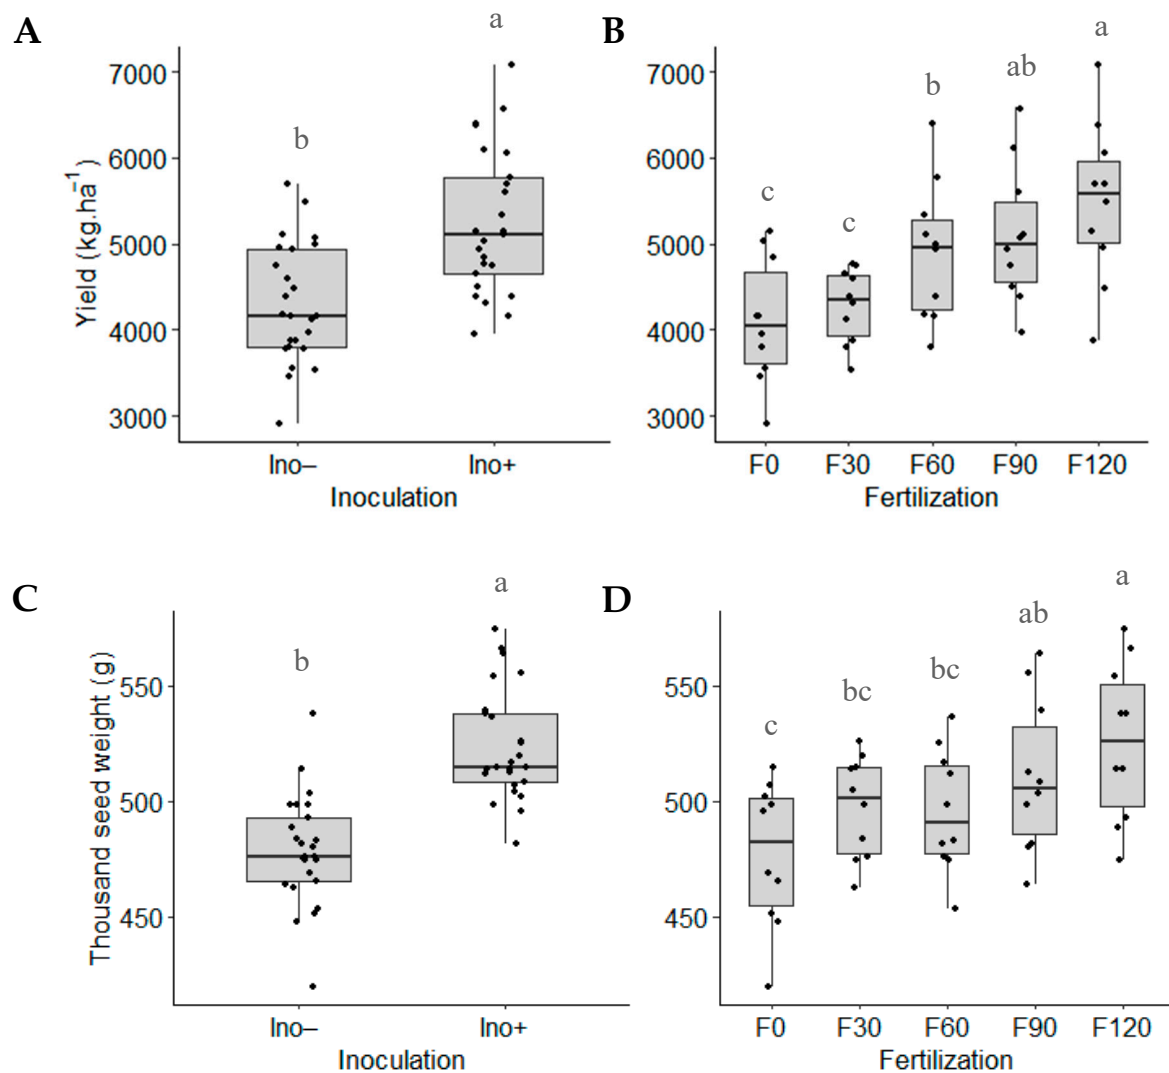 A
a
b
7000
6000
5000
4000
3000
Yield (kg.ha⁻¹)
Ino– Ino+
Inoculation
B
a
ab
b
c
c
7000
6000
5000
4000
3000
F0 F30 F60 F90 F120
Fertilization
C
a
b
550
500
450
Thousand seed weight (g)
Ino– Ino+
Inoculation
D
a
ab
bc
bc
c
550
500
450
F0 F30 F60 F90 F120
Fertilization